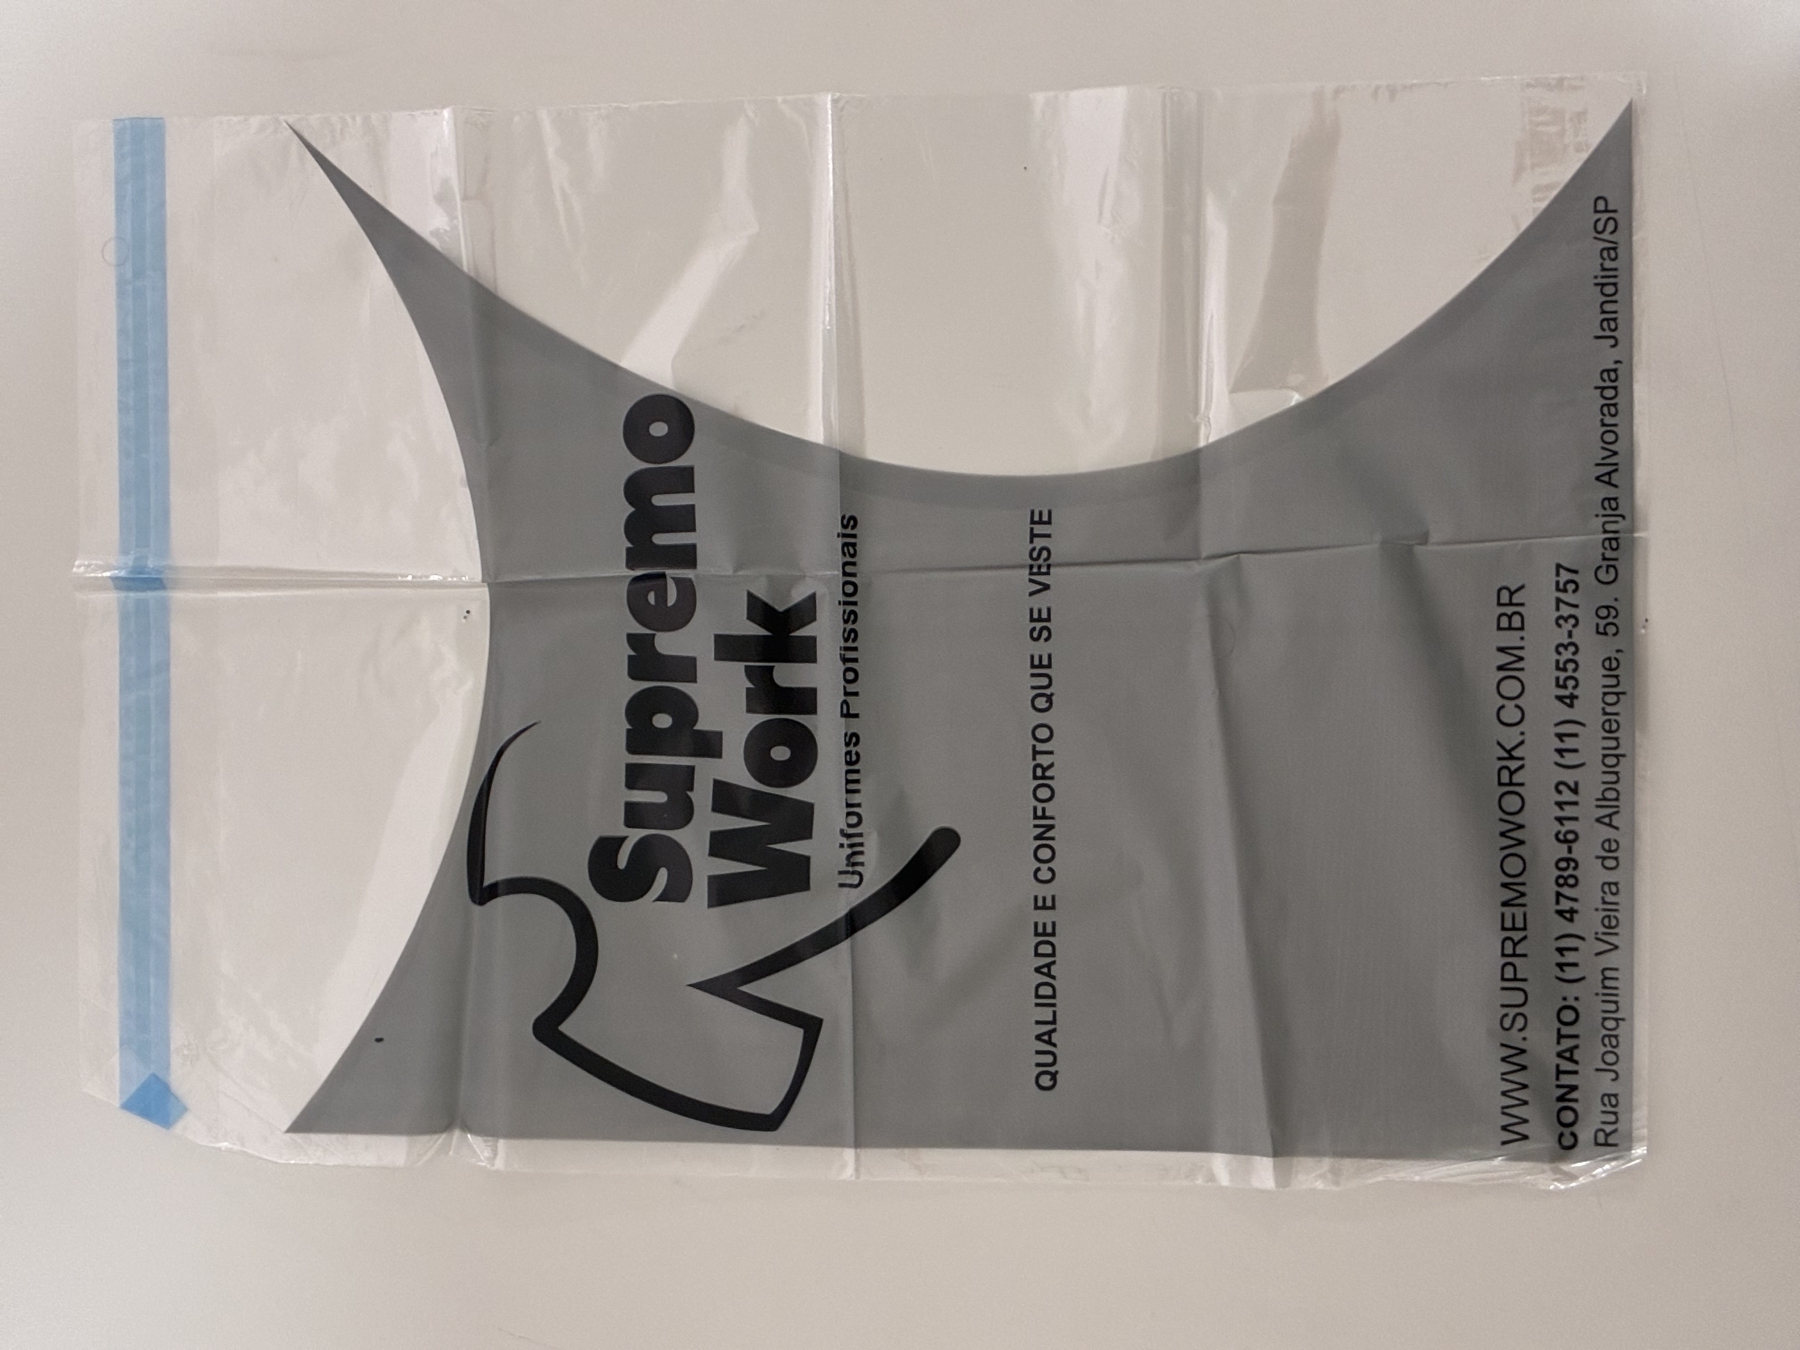 Supremo
Work
Uniformes Profissionais
QUALIDADE E CONFORTO QUE SE VESTE
WWW.SUPREMOWORK.COM.BR
CONTATO: (11) 4789-6112 (11) 4553-3757
Rua Joaquim Vieira de Albuquerque, 59. Granja Alvorada, Jandira/SP